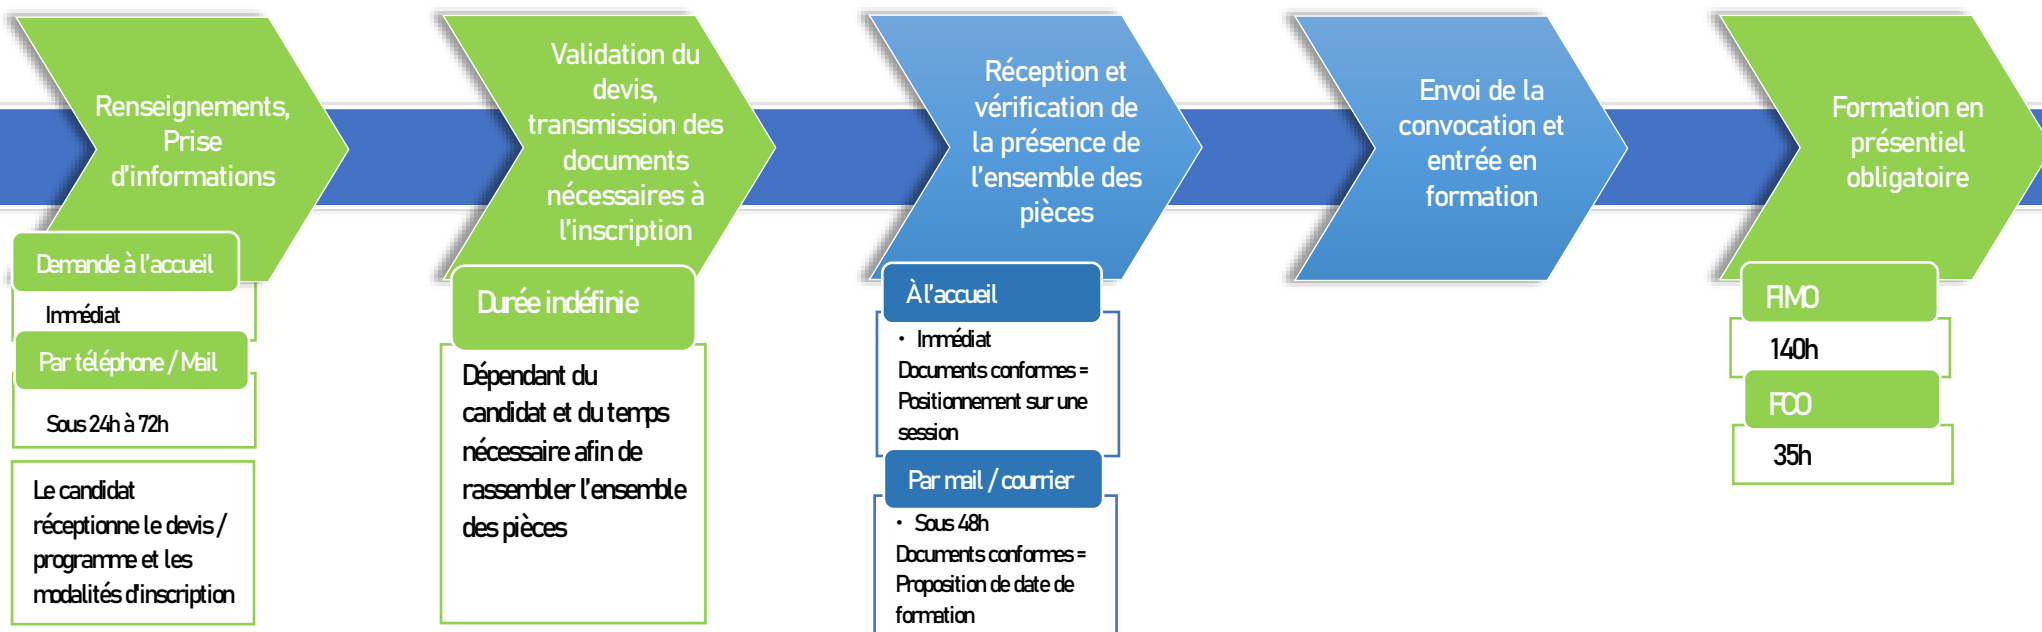 Renseignements,
Prise
d'informations
Demande à l'accueil
Immédiat
Par téléphone / Mail
Sous 24h à 72h
Le candidat
réceptionne le devis /
programme et les
modalités d'inscription
Validation du
devis,
transmission des
documents
nécessaires à
l'inscription
Durée indéfinie
Dépendant du
candidat et du temps
nécessaire afin de
rassembler l'ensemble
des pièces
Réception et
vérification de
la présence de
l'ensemble des
pièces
À l'accueil
• Immédiat
Documents conformes =
Positionnement sur une
session
Par mail / courrier
• Sous 48h
Documents conformes =
Proposition de date de
formation
Envoi de la
convocation et
entrée en
formation
Formation en
présentiel
obligatoire
FIMO
140h
FCO
35h